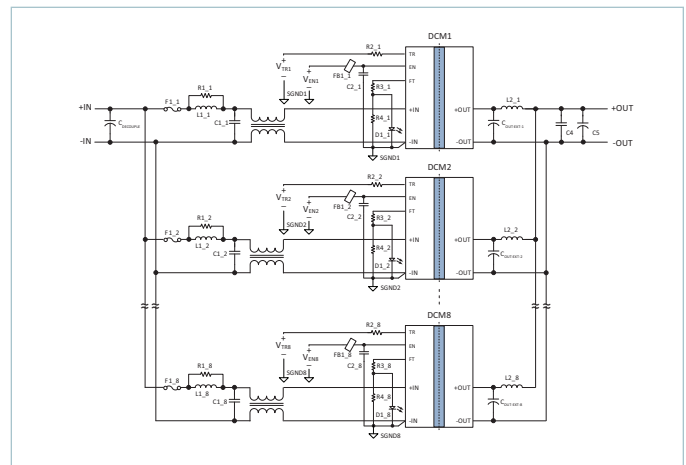 DCM1
R2_1
TR
V_TR1
V_EN1
EN
FB1_1
FT
SGND1
C2_1
R3_1
R1_1
F1_1
L1_1
L2_1
+IN
+IN
+OUT
+OUT
C_DECOUPLE
C1_1
R4_1
D1_1
C_OUT-EXT-1
C4
C5
-IN
-IN
-OUT
-OUT
SGND1
DCM2
R2_2
TR
V_TR2
V_EN2
EN
FB1_2
FT
SGND2
C2_2
R3_2
R1_2
F1_2
L1_2
L2_2
+IN
+OUT
C1_2
R4_2
D1_2
C_OUT-EXT-2
-IN
-OUT
SGND2
DCM8
R2_8
TR
V_TR8
V_EN8
EN
FB1_8
FT
SGND8
C2_8
R3_8
R1_8
F1_8
L1_8
L2_8
+IN
+OUT
C1_8
R4_8
D1_8
C_OUT-EXT-8
-IN
-OUT
SGND8